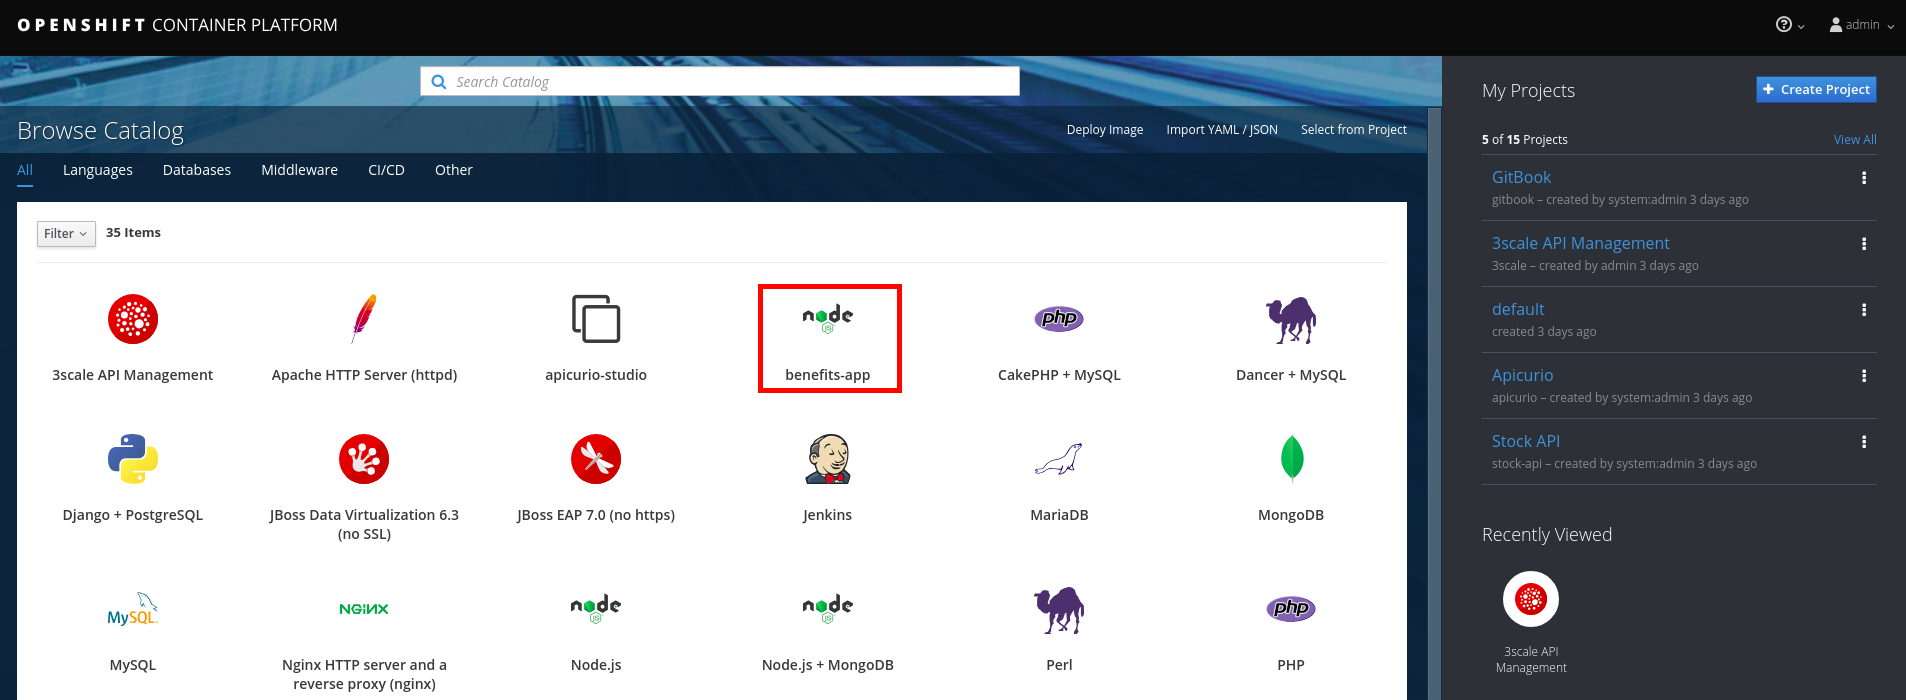 OPENSHIFT CONTAINER PLATFORM
admin
Search Catalog
Browse Catalog
Deploy Image Import YAML / JSON Select from Project
All Languages Databases Middleware CI/CD Other
Filter 35 Items
3scale API Management
Apache HTTP Server (httpd)
apicurio-studio
node
JS
benefits-app
php
CakePHP + MySQL
Dancer + MySQL
Django + PostgreSQL
JBoss Data Virtualization 6.3
(no SSL)
JBoss EAP 7.0 (no https)
Jenkins
MariaDB
MongoDB
MySQL
MySQL
NGINX
Nginx HTTP server and a
reverse proxy (nginx)
node
JS
Node.js
node
JS
Node.js + MongoDB
Perl
php
PHP
My Projects
Create Project
5 of 15 Projects
View All
GitBook
gitbook – created by system:admin 3 days ago
3scale API Management
3scale – created by admin 3 days ago
default
created 3 days ago
Apicurio
apicurio – created by system:admin 3 days ago
Stock API
stock-api – created by system:admin 3 days ago
Recently Viewed
3scale API
Management